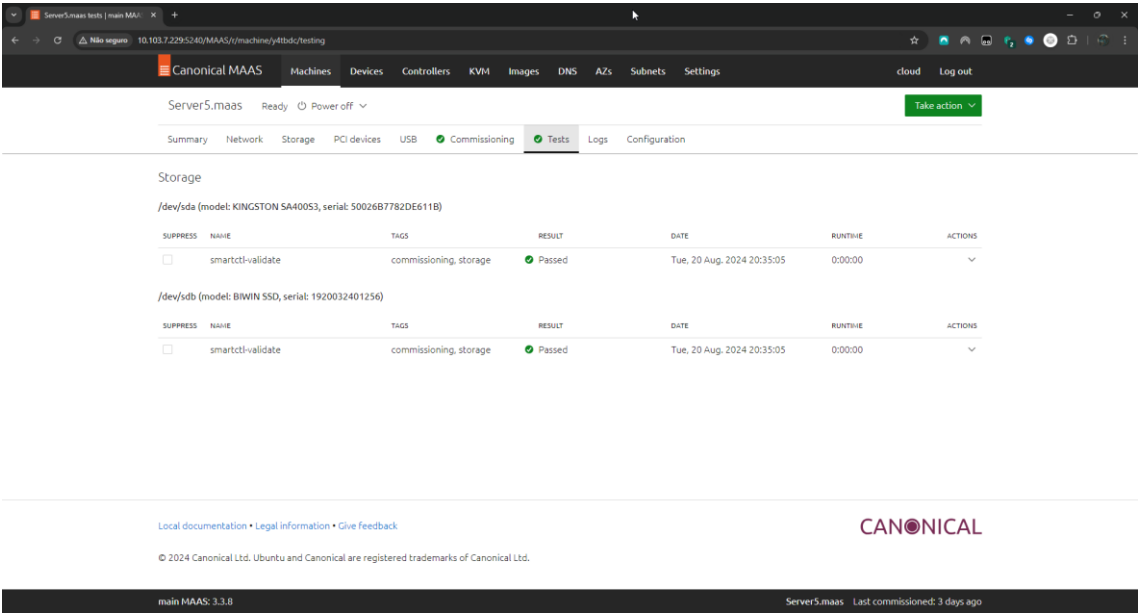 Server5.maas tests | main MAA
Não seguro 10.103.7.229:5240/MAAS/r/machine/y4tbdc/testing
Canonical MAAS Machines Devices Controllers KVM Images DNS AZs Subnets Settings cloud Log out
Server5.maas Ready Power off Take action
Summary Network Storage PCI devices USB Commissioning Tests Logs Configuration
Storage
/dev/sda (model: KINGSTON SA400S3, serial: 50026B7782DE611B)
SUPPRESS NAME TAGS RESULT DATE RUNTIME ACTIONS
smartctl-validate commissioning, storage Passed Tue, 20 Aug. 2024 20:35:05 0:00:00
/dev/sdb (model: BIWIN SSD, serial: 1920032401256)
SUPPRESS NAME TAGS RESULT DATE RUNTIME ACTIONS
smartctl-validate commissioning, storage Passed Tue, 20 Aug. 2024 20:35:05 0:00:00
Local documentation • Legal information • Give feedback
CANONICAL
© 2024 Canonical Ltd. Ubuntu and Canonical are registered trademarks of Canonical Ltd.
main MAAS: 3.3.8 Server5.maas Last commissioned: 3 days ago